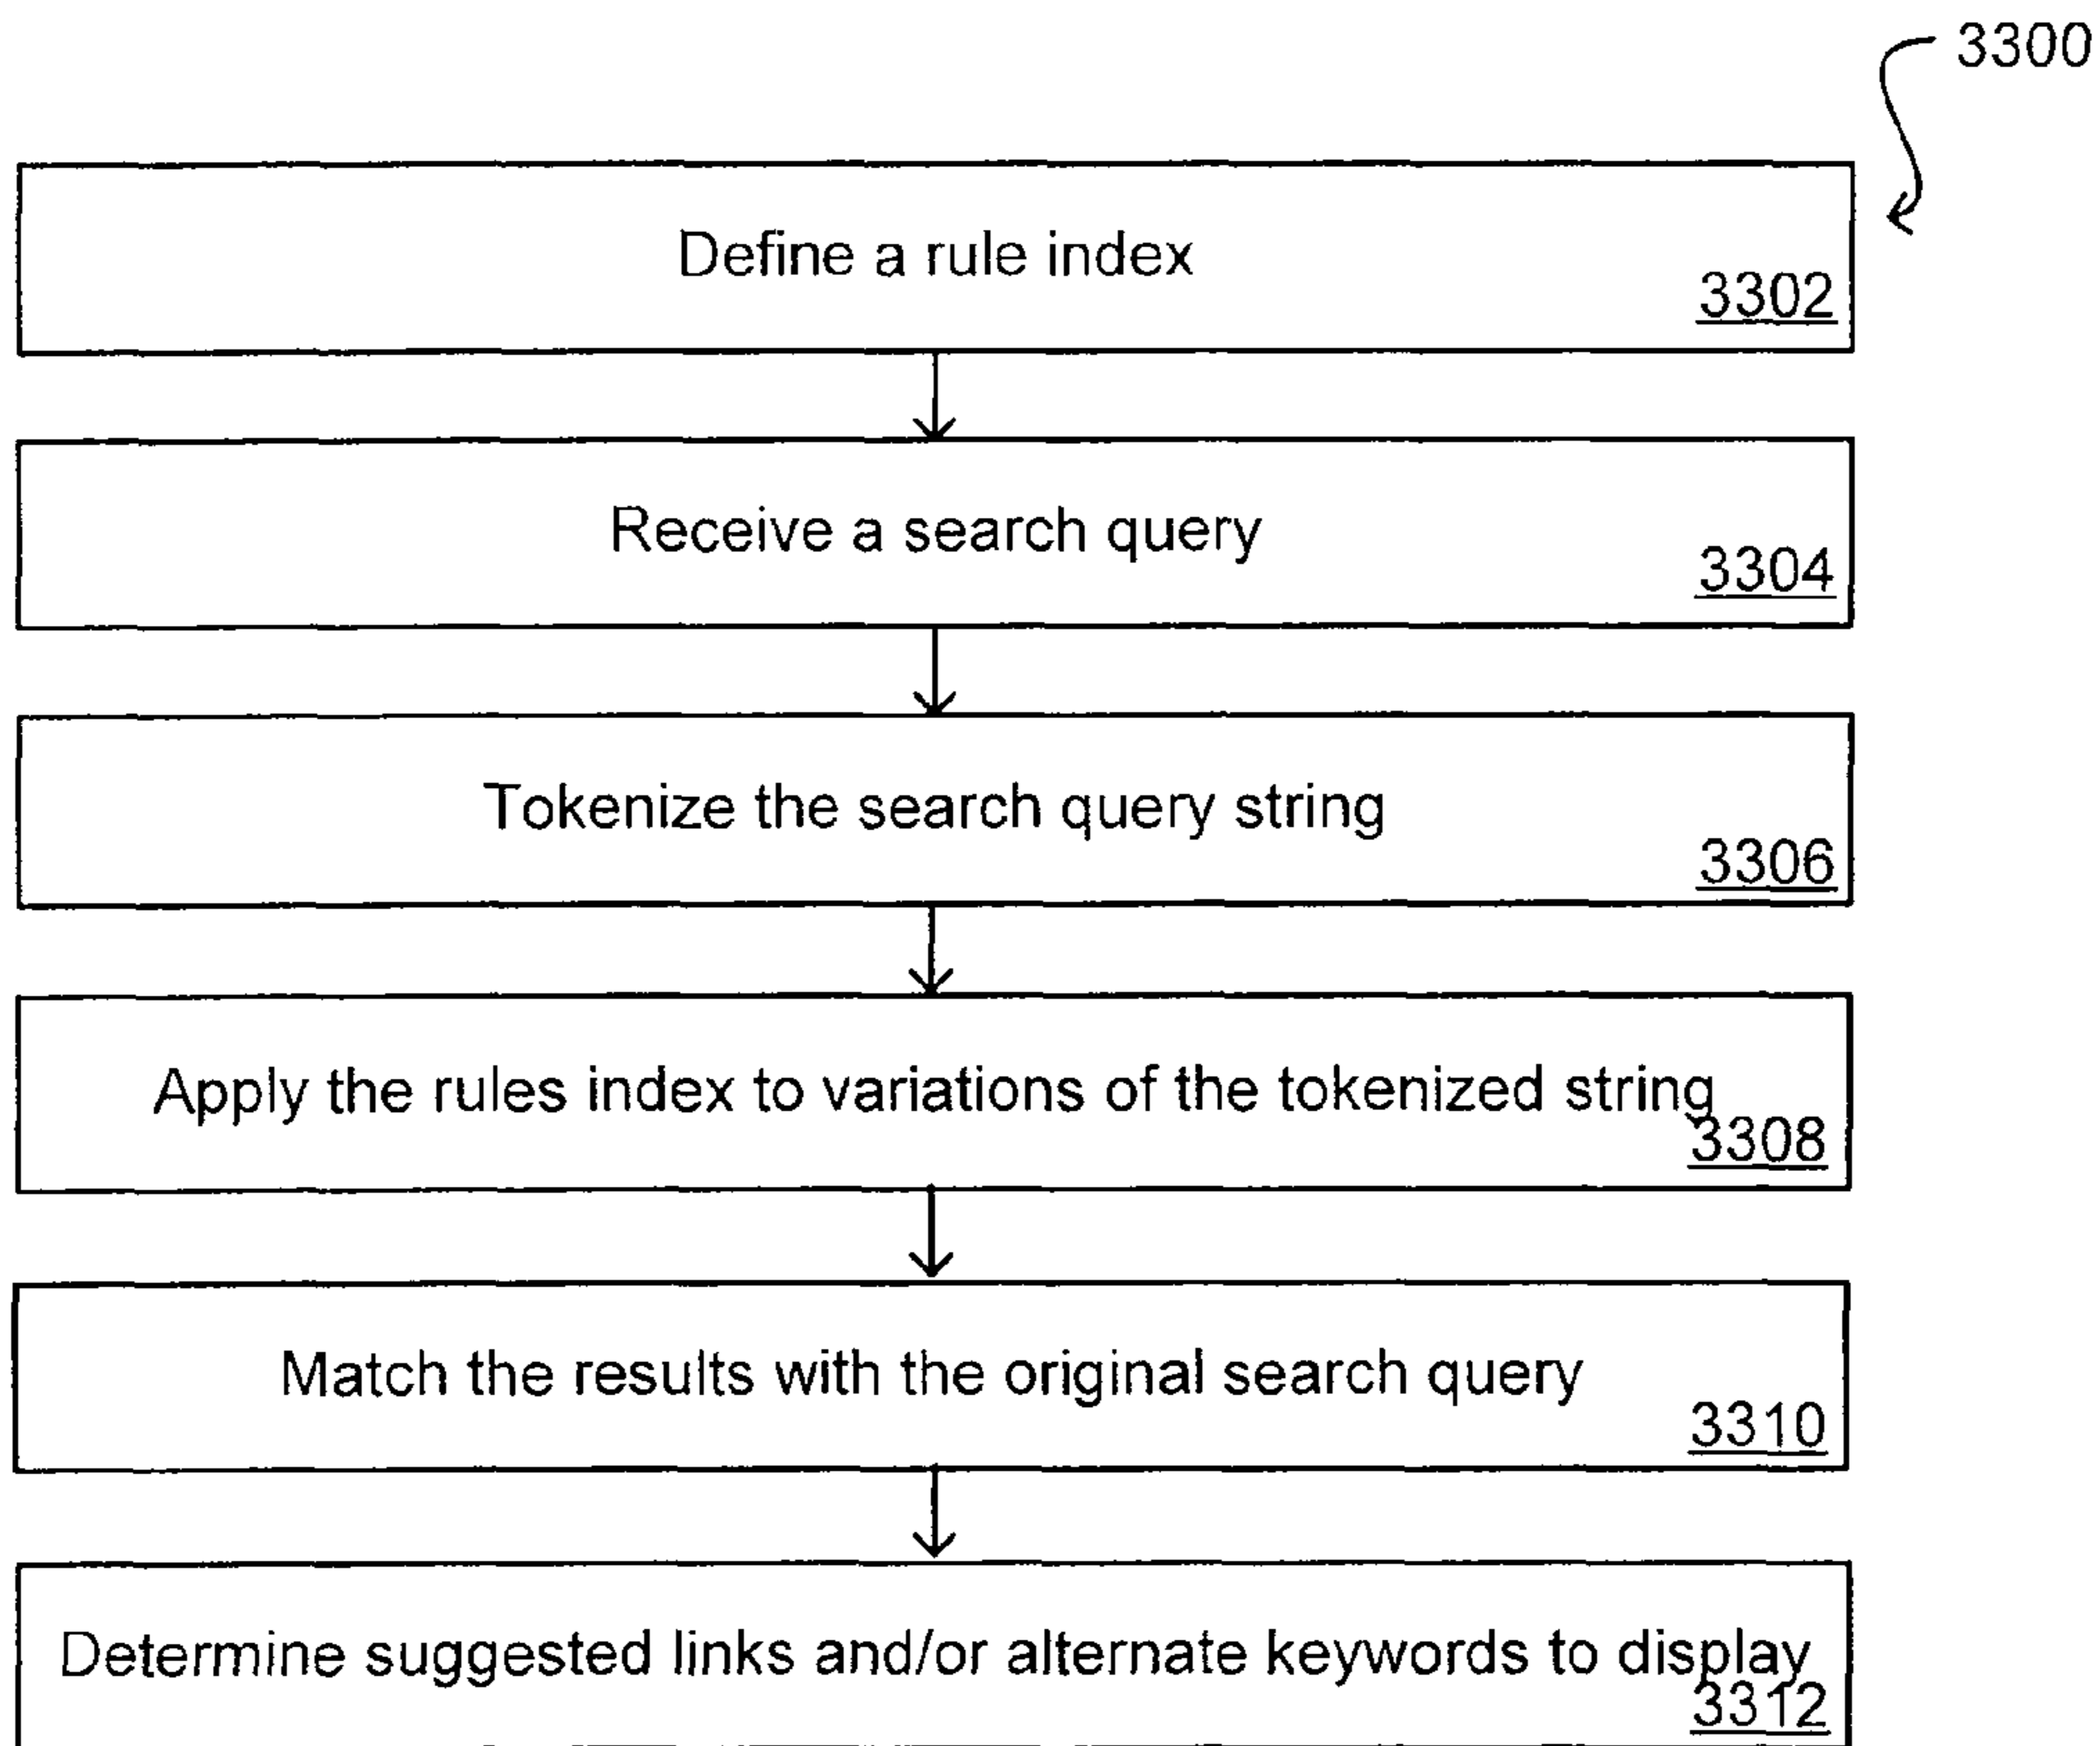 3300
Define a rule index
3302
Receive a search query
3304
Tokenize the search query string
3306
Apply the rules index to variations of the tokenized string
3308
Match the results with the original search query
3310
Determine suggested links and/or alternate keywords to display
3312